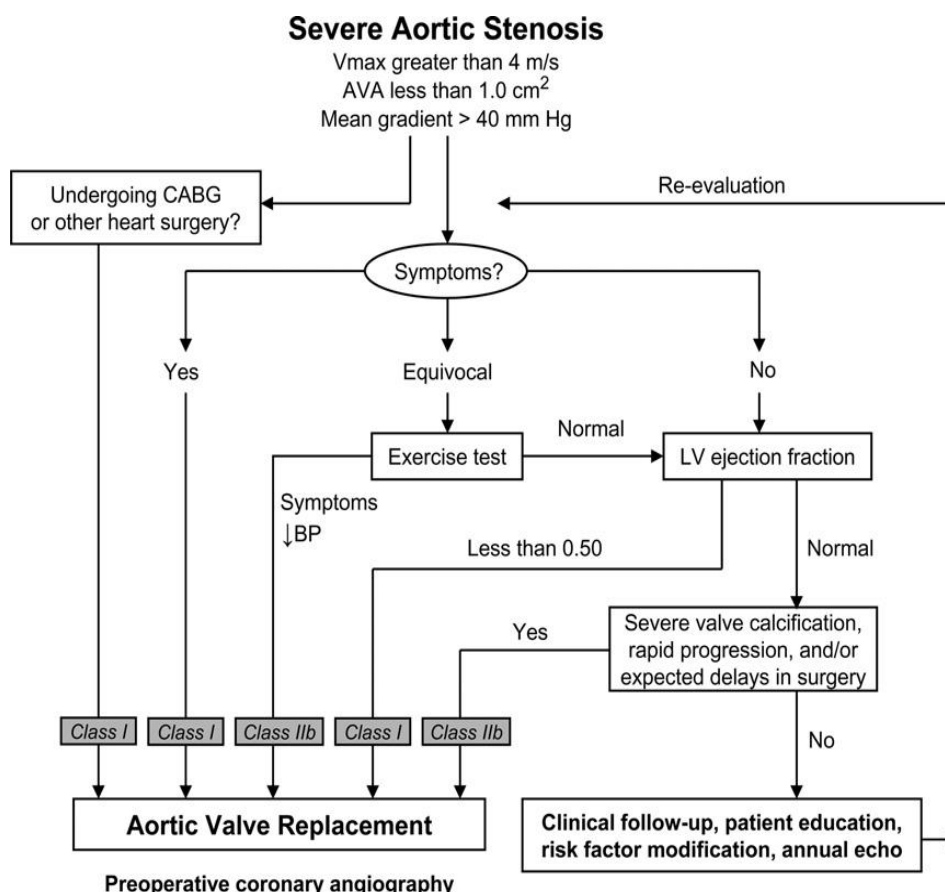 Severe Aortic Stenosis
Vmax greater than 4 m/s
AVA less than 1.0 cm²
Mean gradient > 40 mm Hg
Undergoing CABG
or other heart surgery?
Re-evaluation
Symptoms?
Yes
Equivocal
No
Exercise test
Normal
LV ejection fraction
Symptoms
↓BP
Less than 0.50
Normal
Yes
Severe valve calcification,
rapid progression, and/or
expected delays in surgery
Class I
Class I
Class IIb
Class I
Class IIb
No
Aortic Valve Replacement
Clinical follow-up, patient education,
risk factor modification, annual echo
Preoperative coronary angiography